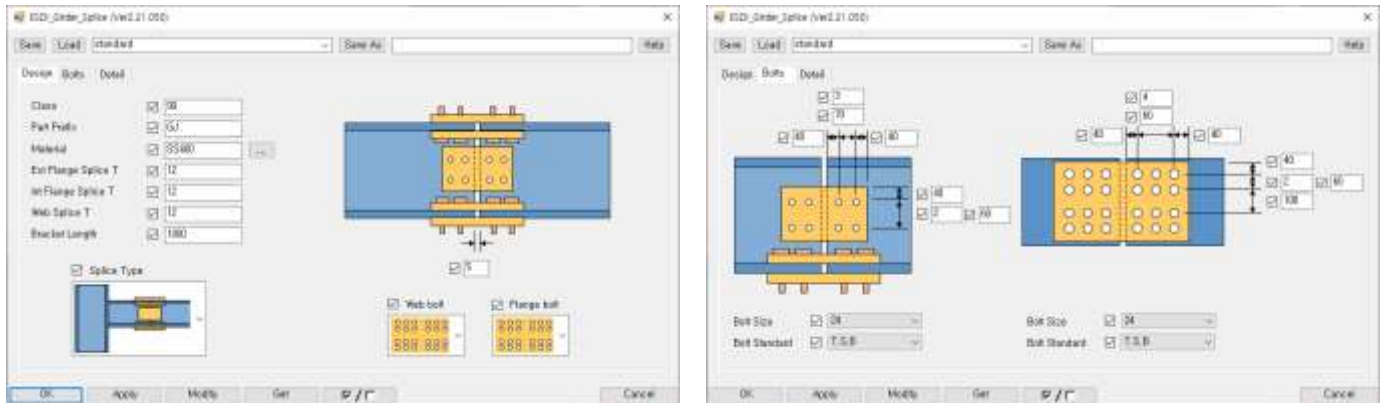 ESDI_Girder_Splice (Ver2.21.050)
Save Load standard Save As Help
Design Bolts Detail
Class 99
Part Prefix GJ
Material SS400 ...
Ext Flange Splice T 12
Int Flange Splice T 12
Web Splice T 12
Bracket Length 1000
5
Splice Type
Web bolt Flange bolt
OK Apply Modify Get Cancel
ESDI_Girder_Splice (Ver2.21.050)
Save Load standard Save As Help
Design Bolts Detail
3
70
40 40
40
2 60
4
60
40 40
40
2 60
100
Bolt Size 24
Bolt Standard T.S.B
Bolt Size 24
Bolt Standard T.S.B
OK Apply Modify Get Cancel